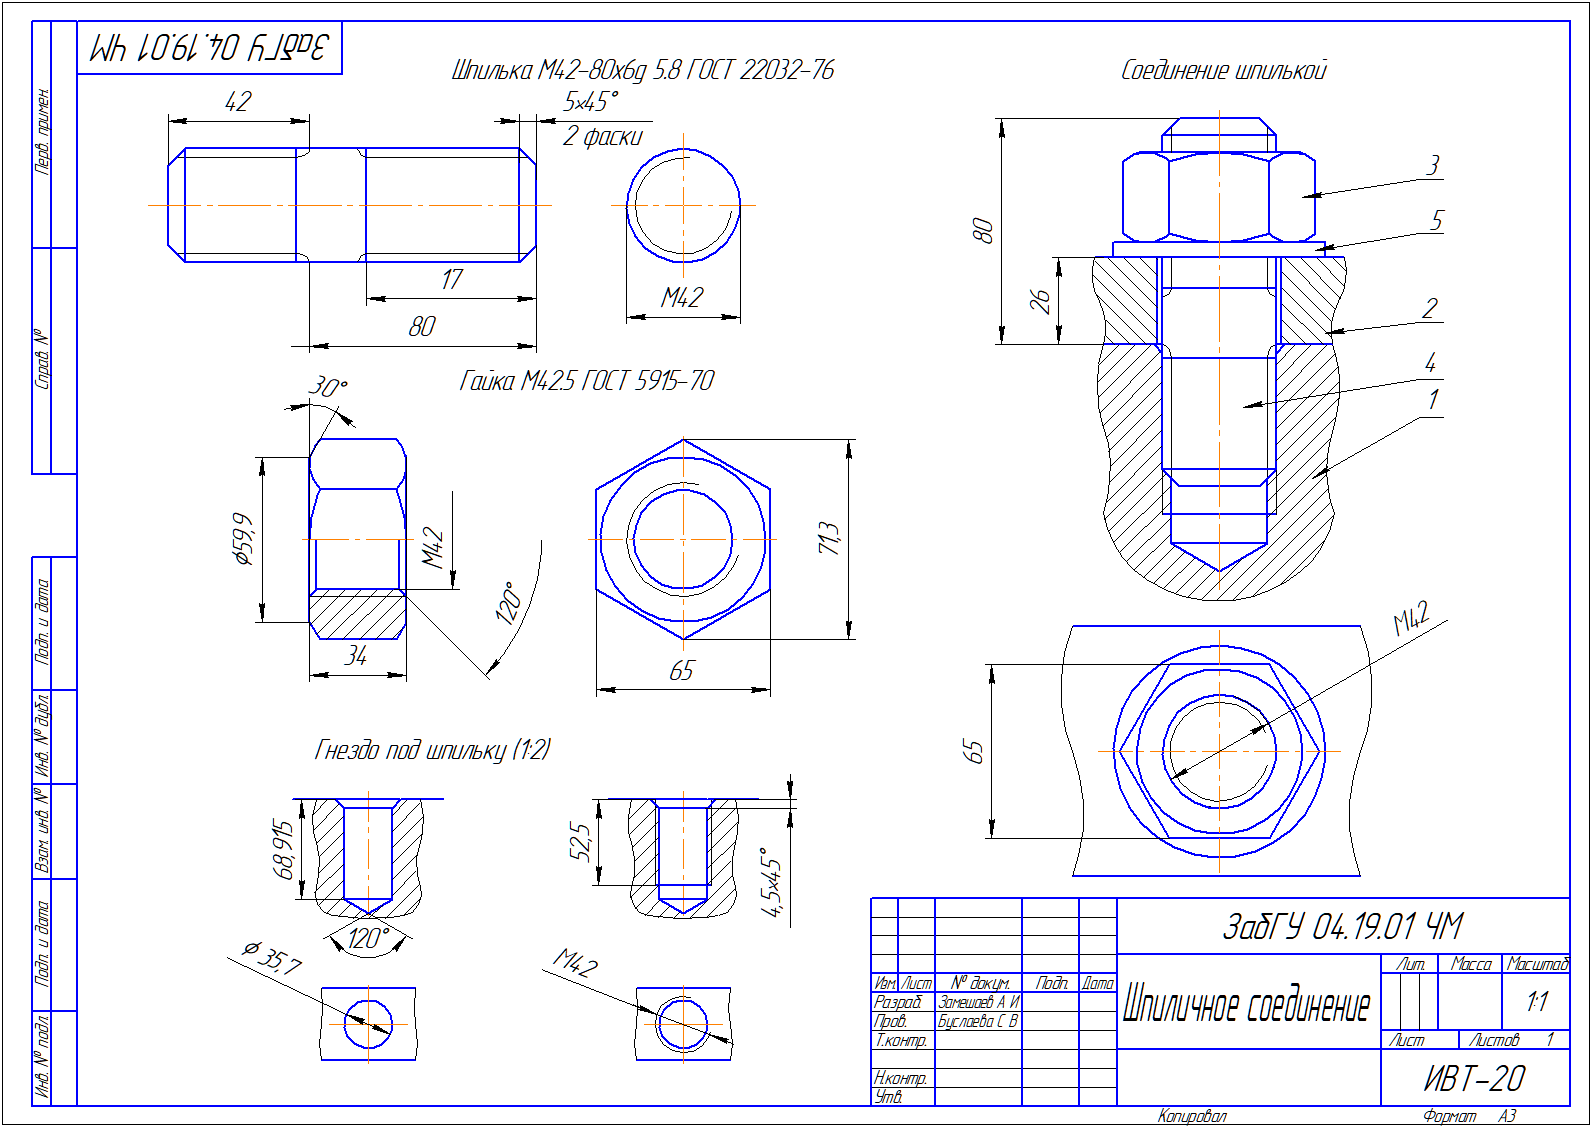 ЗабГУ 04.19.01 ЧМ
Шпилька М42-80х6g 5.8 ГОСТ 22032-76
42
5×45°
2 фаски
17
80
М42
Гайка М42.5 ГОСТ 5915-70
30°
⌀59,9
М42
120°
34
71,3
65
Гнездо под шпильку (1:2)
68,915
120°
52,5
4,5×45°
⌀ 35,7
М42
Соединение шпилькой
80
26
3
5
2
4
1
М42
65
Перв. примен.
Справ. №
Подп. и дата
Инв. № дубл.
Взам. инв. №
Подп. и дата
Инв. № подл.
ЗабГУ 04.19.01 ЧМ
Изм. Лист № докум. Подп. Дата
Разраб. Замешаев А И
Пров. Буслаева С В
Т.контр.
Н.контр.
Утв.
Шпиличное соединение
Лит. Масса Масштаб
1:1
Лист Листов 1
ИВТ-20
Копировал Формат А3